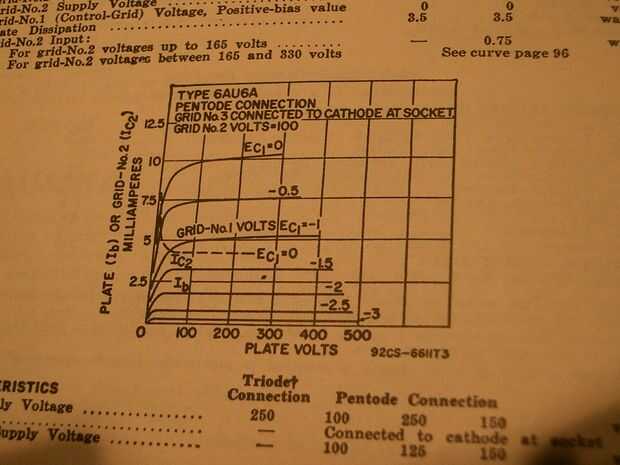 grid-No.2 Supply Voltage 0 0
rid-No.1 (Control-Grid) Voltage, Positive-bias value 3.5 3.5
ate Dissipation
id-No.2 Input:
For grid-No.2 voltages up to 165 volts .......... — 0.75
For grid-No.2 voltages between 165 and 330 volts See curve page 96
TYPE 6AU6A
PENTODE CONNECTION
GRID No.3 CONNECTED TO CATHODE AT SOCKET.
GRID No.2 VOLTS=100
PLATE (Ib) OR GRID-No.2 (IC2)
MILLIAMPERES
12.5
10
7.5
5
2.5
0
EC1=0
-0.5
GRID-No.1 VOLTS EC1=-1
IC2
EC1=0
-1.5
Ib
-2
-2.5
-3
100 200 300 400 500
PLATE VOLTS
92CS-6611T3
ERISTICS
Triode†
Connection Pentode Connection
ly Voltage .............. 250 100 250 150
— Connected to cathode at socket
upply Voltage .............. — 100 125 150